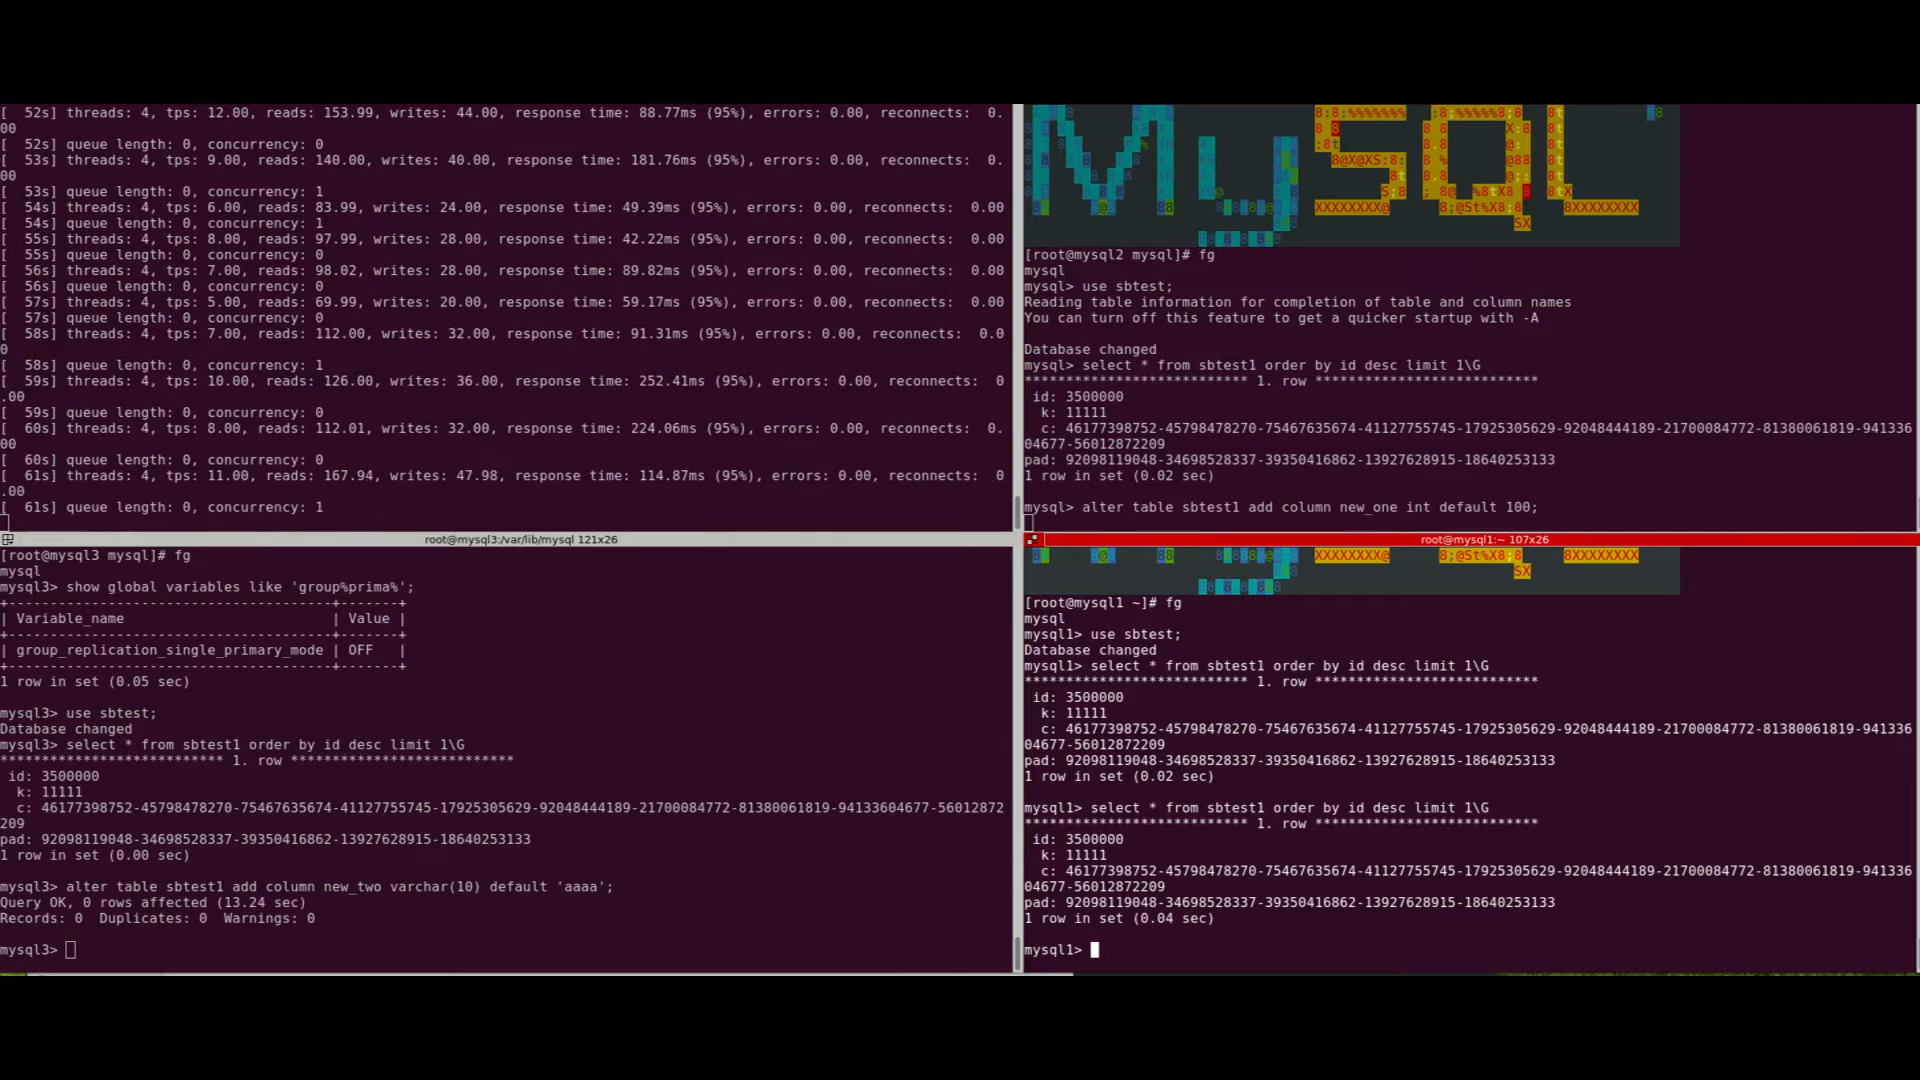 [  52s] threads: 4, tps: 12.00, reads: 153.99, writes: 44.00, response time: 88.77ms (95%), errors: 0.00, reconnects:  0.
00
[  52s] queue length: 0, concurrency: 0
[  53s] threads: 4, tps: 9.00, reads: 140.00, writes: 40.00, response time: 181.76ms (95%), errors: 0.00, reconnects:  0.
00
[  53s] queue length: 0, concurrency: 1
[  54s] threads: 4, tps: 6.00, reads: 83.99, writes: 24.00, response time: 49.39ms (95%), errors: 0.00, reconnects:  0.00
[  54s] queue length: 0, concurrency: 1
[  55s] threads: 4, tps: 8.00, reads: 97.99, writes: 28.00, response time: 42.22ms (95%), errors: 0.00, reconnects:  0.00
[  55s] queue length: 0, concurrency: 0
[  56s] threads: 4, tps: 7.00, reads: 98.02, writes: 28.00, response time: 89.82ms (95%), errors: 0.00, reconnects:  0.00
[  56s] queue length: 0, concurrency: 0
[  57s] threads: 4, tps: 5.00, reads: 69.99, writes: 20.00, response time: 59.17ms (95%), errors: 0.00, reconnects:  0.00
[  57s] queue length: 0, concurrency: 0
[  58s] threads: 4, tps: 7.00, reads: 112.00, writes: 32.00, response time: 91.31ms (95%), errors: 0.00, reconnects:  0.0
0
[  58s] queue length: 0, concurrency: 1
[  59s] threads: 4, tps: 10.00, reads: 126.00, writes: 36.00, response time: 252.41ms (95%), errors: 0.00, reconnects:  0
.00
[  59s] queue length: 0, concurrency: 0
[  60s] threads: 4, tps: 8.00, reads: 112.01, writes: 32.00, response time: 224.06ms (95%), errors: 0.00, reconnects:  0.
00
[  60s] queue length: 0, concurrency: 0
[  61s] threads: 4, tps: 11.00, reads: 167.94, writes: 47.98, response time: 114.87ms (95%), errors: 0.00, reconnects:  0
.00
[  61s] queue length: 0, concurrency: 1
MySQL
[root@mysql2 mysql]# fg
mysql
mysql> use sbtest;
Reading table information for completion of table and column names
You can turn off this feature to get a quicker startup with -A
Database changed
mysql> select * from sbtest1 order by id desc limit 1\G
*************************** 1. row ***************************
id: 3500000
k: 11111
c: 46177398752-45798478270-75467635674-41127755745-17925305629-92048444189-21700084772-81380061819-941336
04677-56012872209
pad: 92098119048-34698528337-39350416862-13927628915-18640253133
1 row in set (0.02 sec)
mysql> alter table sbtest1 add column new_one int default 100;
root@mysql3:/var/lib/mysql 121x26
[root@mysql3 mysql]# fg
mysql
mysql3> show global variables like 'group%prima%';
+---------------------------------------+-------+
| Variable_name                         | Value |
+---------------------------------------+-------+
| group_replication_single_primary_mode | OFF   |
+---------------------------------------+-------+
1 row in set (0.05 sec)
mysql3> use sbtest;
Database changed
mysql3> select * from sbtest1 order by id desc limit 1\G
*************************** 1. row ***************************
id: 3500000
k: 11111
c: 46177398752-45798478270-75467635674-41127755745-17925305629-92048444189-21700084772-81380061819-94133604677-56012872
209
pad: 92098119048-34698528337-39350416862-13927628915-18640253133
1 row in set (0.00 sec)
mysql3> alter table sbtest1 add column new_two varchar(10) default 'aaaa';
Query OK, 0 rows affected (13.24 sec)
Records: 0  Duplicates: 0  Warnings: 0
mysql3>
root@mysql1:~ 107x26
[root@mysql1 ~]# fg
mysql
mysql1> use sbtest;
Database changed
mysql1> select * from sbtest1 order by id desc limit 1\G
*************************** 1. row ***************************
id: 3500000
k: 11111
c: 46177398752-45798478270-75467635674-41127755745-17925305629-92048444189-21700084772-81380061819-941336
04677-56012872209
pad: 92098119048-34698528337-39350416862-13927628915-18640253133
1 row in set (0.02 sec)
mysql1> select * from sbtest1 order by id desc limit 1\G
*************************** 1. row ***************************
id: 3500000
k: 11111
c: 46177398752-45798478270-75467635674-41127755745-17925305629-92048444189-21700084772-81380061819-941336
04677-56012872209
pad: 92098119048-34698528337-39350416862-13927628915-18640253133
1 row in set (0.04 sec)
mysql1>